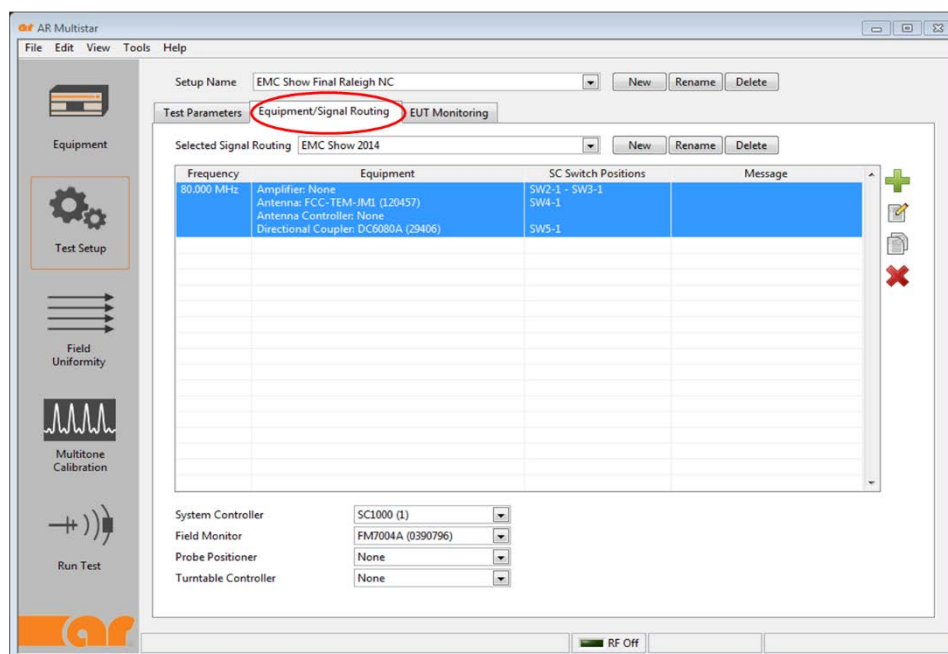 ar AR Multistar
File Edit View Tools Help
Setup Name EMC Show Final Raleigh NC New Rename Delete
Test Parameters Equipment/Signal Routing EUT Monitoring
Equipment
Selected Signal Routing EMC Show 2014 New Rename Delete
Frequency Equipment SC Switch Positions Message
80.000 MHz Amplifier: None SW2-1 - SW3-1
Antenna: FCC-TEM-JM1 (120457) SW4-1
Antenna Controller: None
Directional Coupler: DC6080A (29406) SW5-1
Test Setup
Field
Uniformity
Multitone
Calibration
System Controller SC1000 (1)
Field Monitor FM7004A (0390796)
Probe Positioner None
Turntable Controller None
Run Test
ar
RF Off